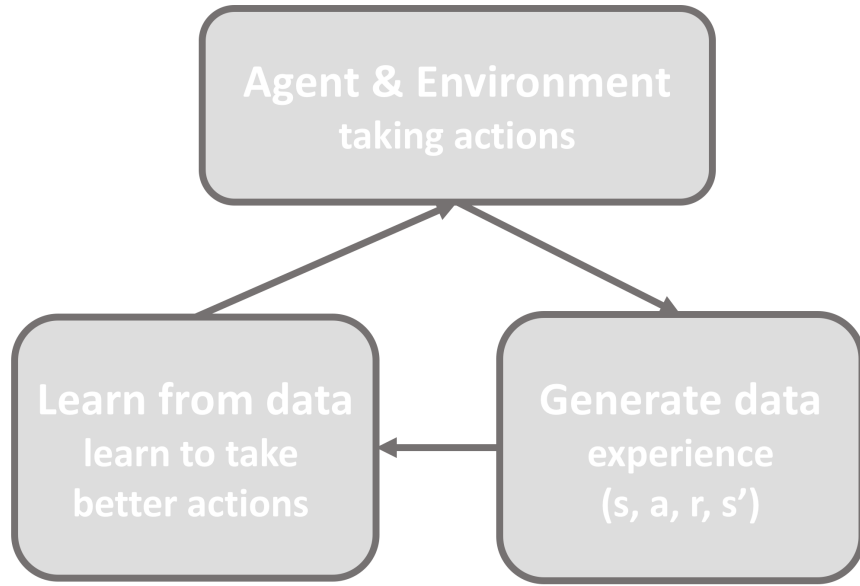 Agent & Environment
taking actions
Learn from data
learn to take
better actions
Generate data
experience
(s, a, r, s’)